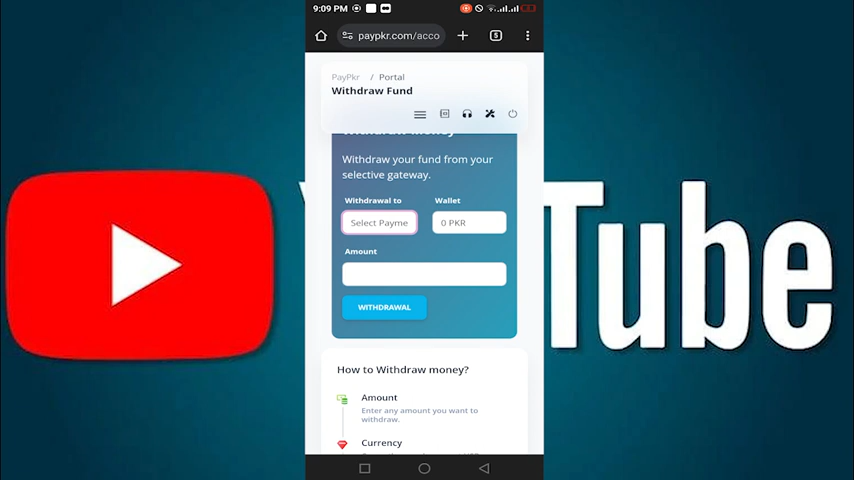 9:09 PM
paypkr.com/acco
5
PayPkr / Portal
Withdraw Fund
Withdraw your fund from your
selective gateway.
Withdrawal to Wallet
Select Payme 0 PKR
Amount
WITHDRAWAL
How to Withdraw money?
Amount
Enter any amount you want to
withdraw.
Currency
Tube